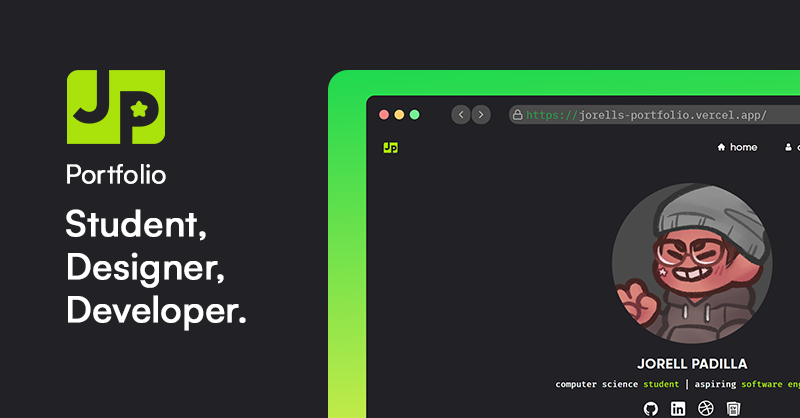 JP
Portfolio
Student,
Designer,
Developer.
https://jorells-portfolio.vercel.app/
JP
home
JORELL PADILLA
computer science student | aspiring software